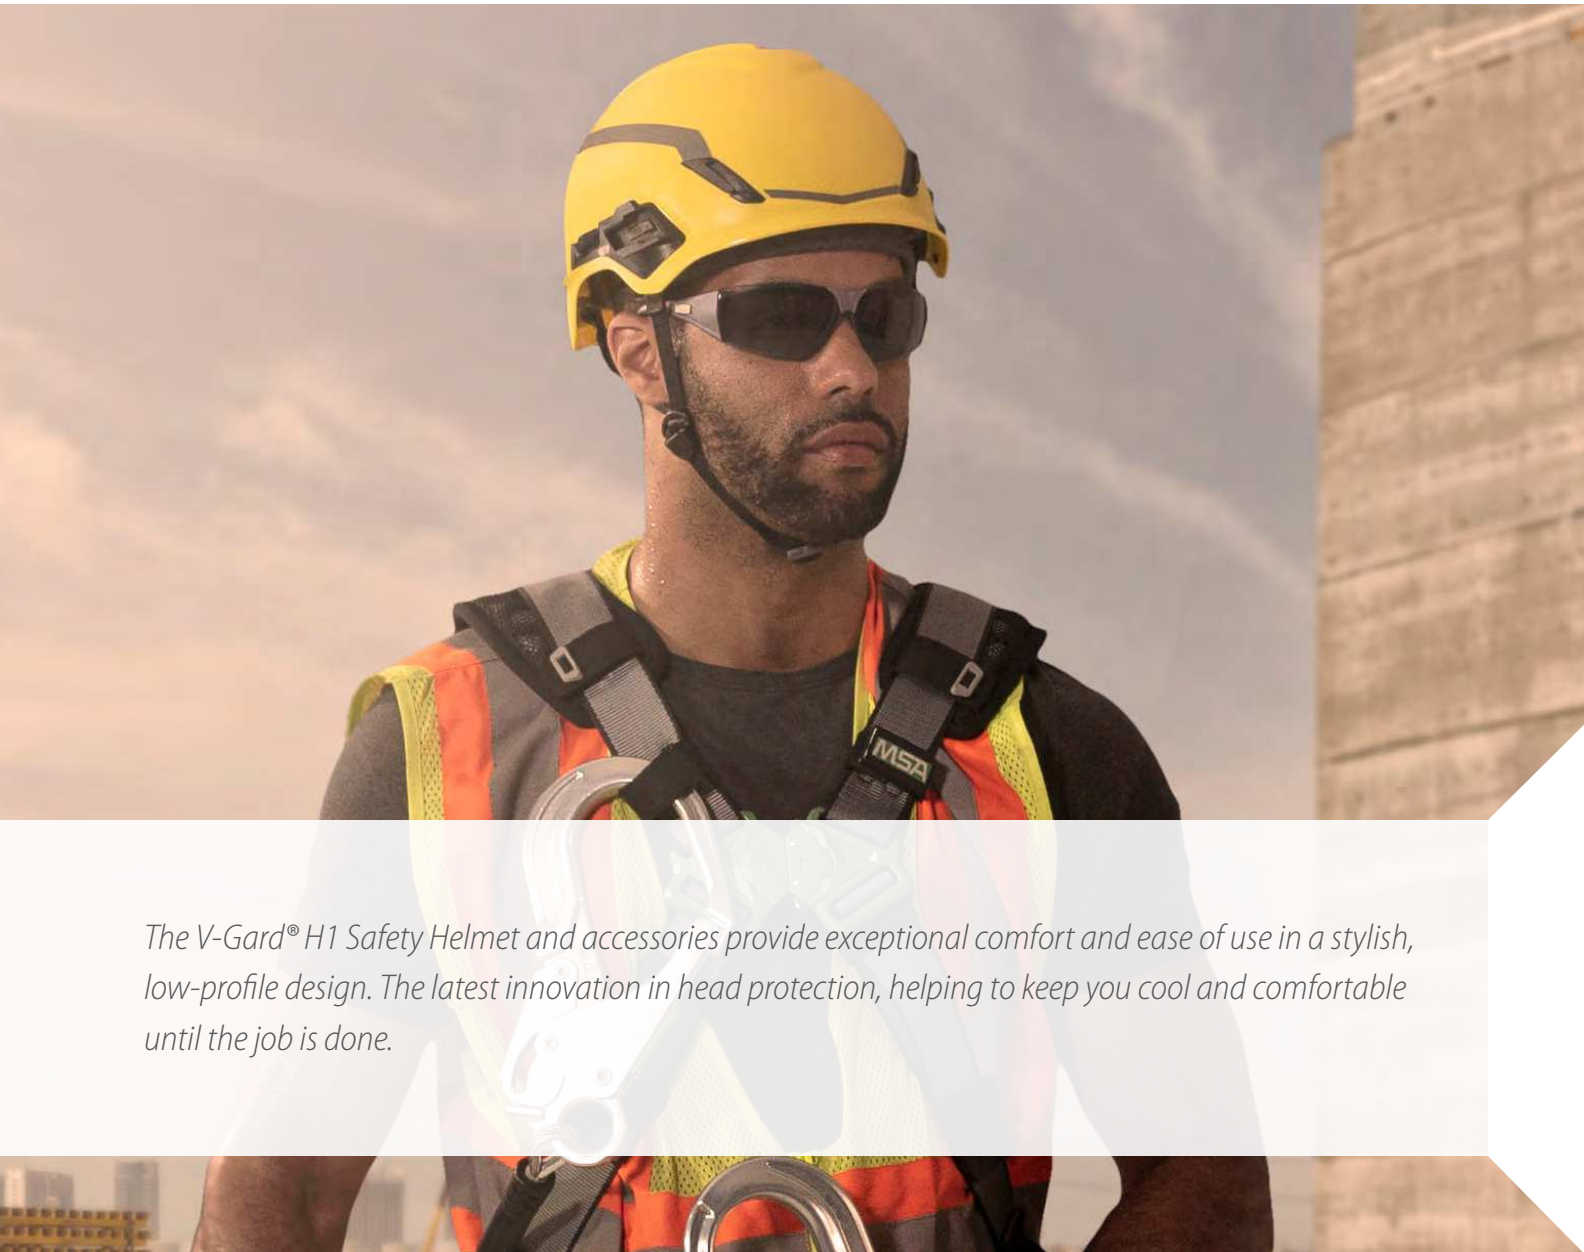 MSA
The V-Gard® H1 Safety Helmet and accessories provide exceptional comfort and ease of use in a stylish,
low-profile design. The latest innovation in head protection, helping to keep you cool and comfortable
until the job is done.